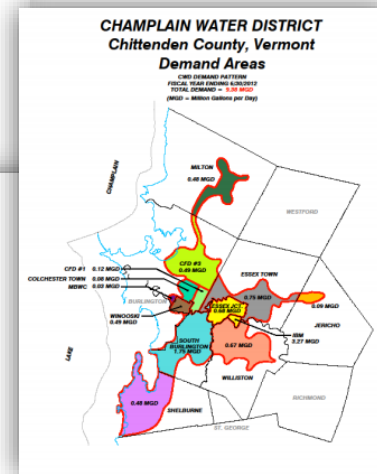 CHAMPLAIN WATER DISTRICT
Chittenden County, Vermont
Demand Areas
CWD DEMAND PATTERN
FISCAL YEAR ENDING 6/30/2012
TOTAL DEMAND =
(MGD = Million Gallons per Day)
CHAMPLAIN
MILTON
0.48 MGD
WESTFORD
CFD #3
0.49 MGD
CFD #1 0.12 MGD
COLCHESTER TOWN 0.08 MGD
MBWC 0.02 MGD
BURLINGTON
WINOOSKI
0.49 MGD
ESSEX TOWN
0.75 MGD
ESSEX JCT
0.68 MGD
0.09 MGD
JERICHO
IBM
3.27 MGD
SOUTH
BURLINGTON
1.75 MGD
0.67 MGD
WILLISTON
LAKE
RICHMOND
0.48 MGD
SHELBURNE
ST. GEORGE